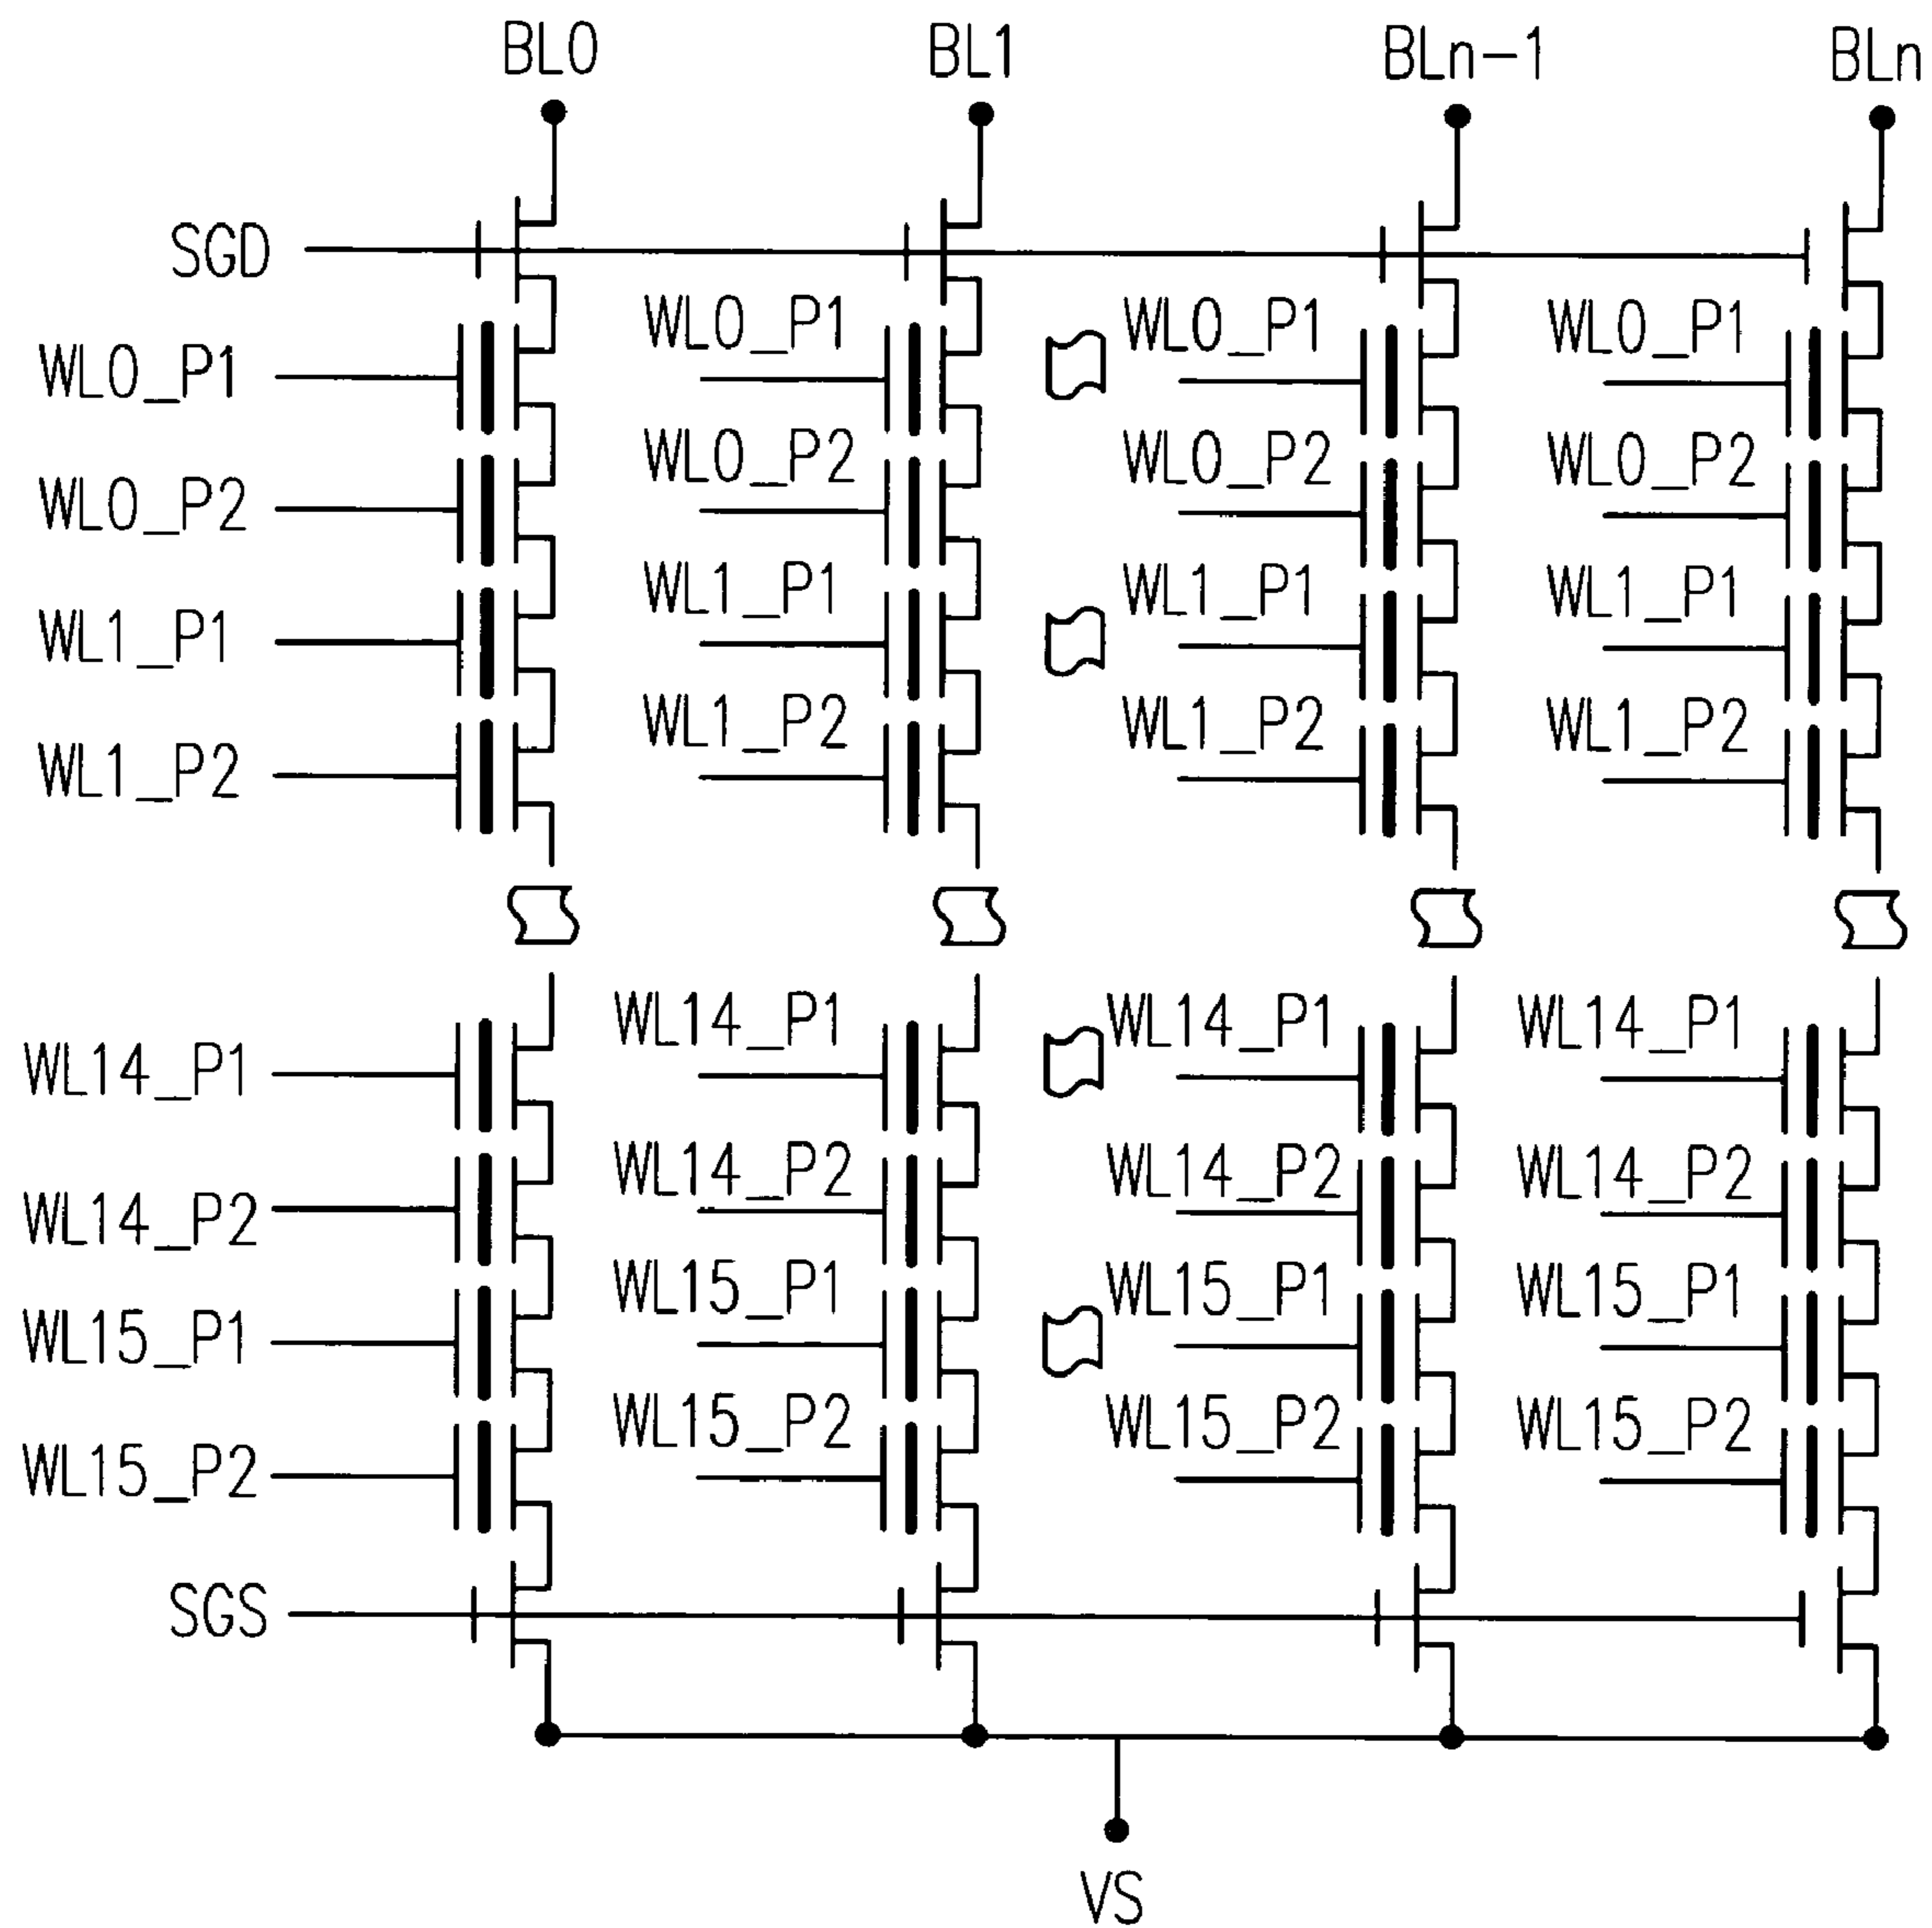 BL0 BL1 BLn-1 BLn
SGD
WL0_P1 WL0_P1 WL0_P1 WL0_P1
WL0_P2 WL0_P2 WL0_P2 WL0_P2
WL1_P1 WL1_P1 WL1_P1 WL1_P1
WL1_P2 WL1_P2 WL1_P2 WL1_P2
WL14_P1 WL14_P1 WL14_P1 WL14_P1
WL14_P2 WL14_P2 WL14_P2 WL14_P2
WL15_P1 WL15_P1 WL15_P1 WL15_P1
WL15_P2 WL15_P2 WL15_P2 WL15_P2
SGS
VS